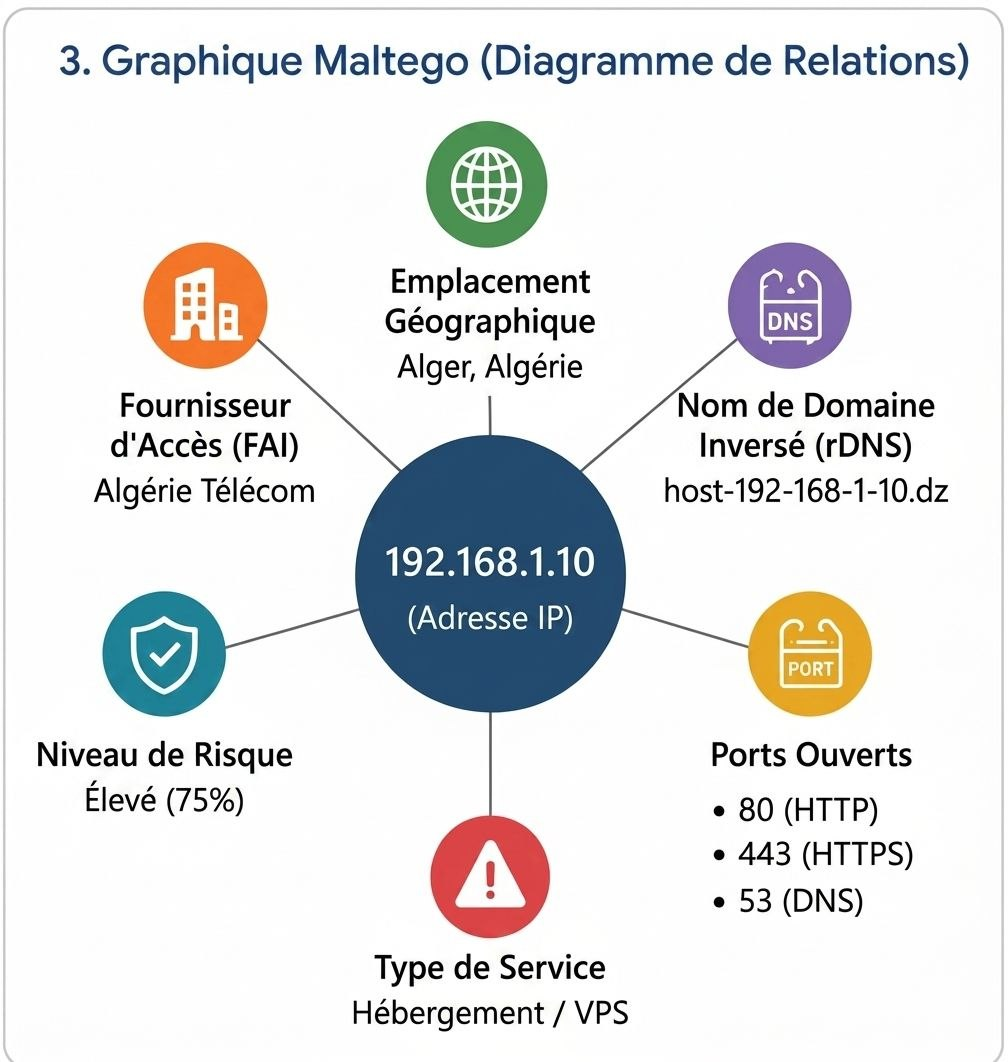 3. Graphique Maltego (Diagramme de Relations)
Emplacement
Géographique
Alger, Algérie
Fournisseur
d'Accès (FAI)
Algérie Télécom
DNS
Nom de Domaine
Inversé (rDNS)
host-192-168-1-10.dz
192.168.1.10
(Adresse IP)
Niveau de Risque
Élevé (75%)
PORT
Ports Ouverts
• 80 (HTTP)
• 443 (HTTPS)
• 53 (DNS)
Type de Service
Hébergement / VPS